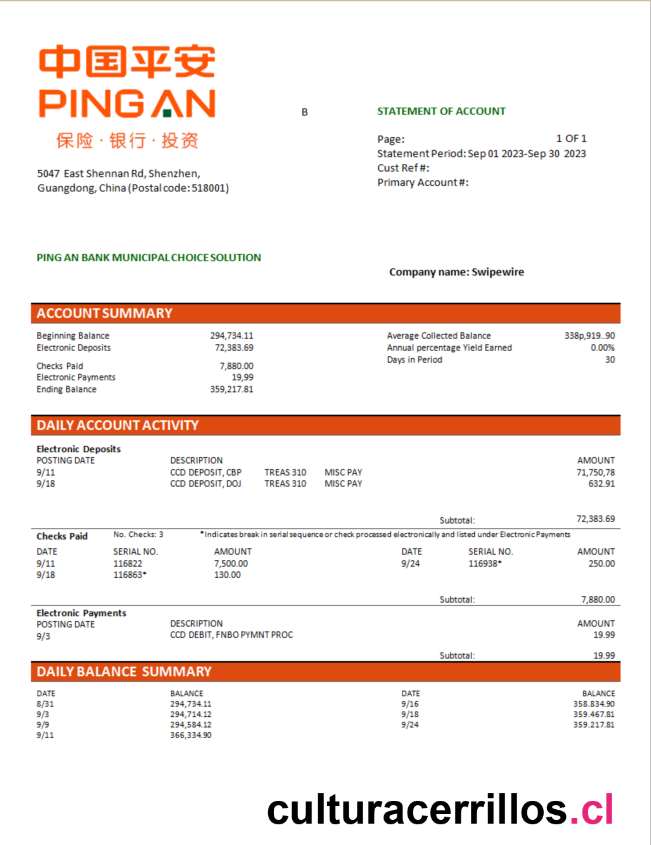 中国平安
PING AN
保险·银行·投资
B
STATEMENT OF ACCOUNT
Page: 1 OF 1
Statement Period: Sep 01 2023-Sep 30 2023
Cust Ref #:
Primary Account #:
5047 East Shennan Rd, Shenzhen,
Guangdong, China (Postal code: 518001)
PING AN BANK MUNICIPAL CHOICE SOLUTION
Company name: Swipewire
ACCOUNT SUMMARY
Beginning Balance 294,734.11 Average Collected Balance 338p,919..90
Electronic Deposits 72,383.69 Annual percentage Yield Earned 0.00%
Days in Period 30
Checks Paid 7,880.00
Electronic Payments 19,99
Ending Balance 359,217.81
DAILY ACCOUNT ACTIVITY
Electronic Deposits
POSTING DATE DESCRIPTION AMOUNT
9/11 CCD DEPOSIT, CBP TREAS 310 MISC PAY 71,750,78
9/18 CCD DEPOSIT, DOJ TREAS 310 MISC PAY 632.91
Subtotal: 72,383.69
Checks Paid No. Checks: 3 *Indicates break in serial sequence or check processed electronically and listed under Electronic Payments
DATE SERIAL NO. AMOUNT DATE SERIAL NO. AMOUNT
9/11 116822 7,500.00 9/24 116938* 250.00
9/18 116863* 130.00
Subtotal: 7,880.00
Electronic Payments
POSTING DATE DESCRIPTION AMOUNT
9/3 CCD DEBIT, FNBO PYMNT PROC 19.99
Subtotal: 19.99
DAILY BALANCE SUMMARY
DATE BALANCE DATE BALANCE
8/31 294,734.11 9/16 358.834.90
9/3 294,714.12 9/18 359.467.81
9/9 294,584.12 9/24 359.217.81
9/11 366,334.90
culturacerrillos.cl